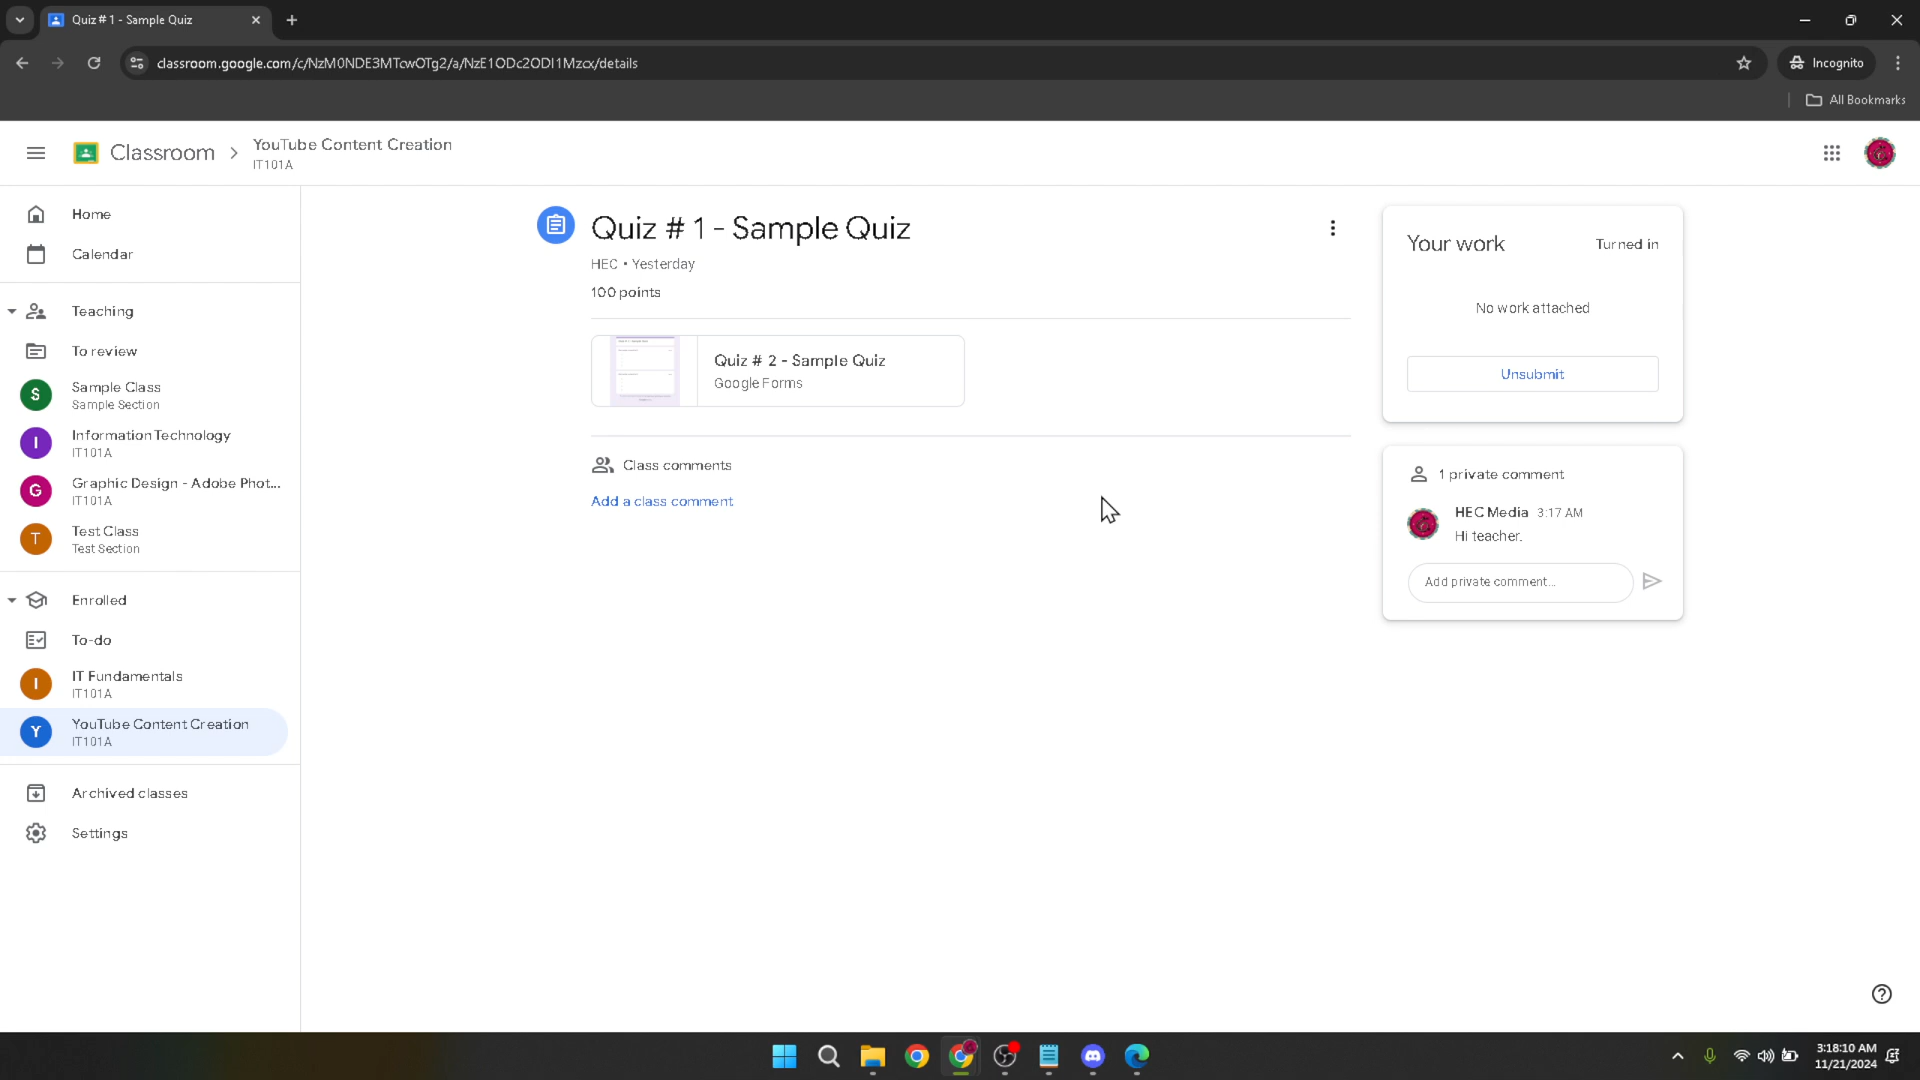 Quiz # 1 - Sample Quiz
classroom.google.com/c/NzM0NDE3MTcwOTg2/a/NzE1ODc2ODI1Mzcx/details
Incognito
All Bookmarks
Classroom
YouTube Content Creation
IT101A
Home
Calendar
Teaching
To review
S
Sample Class
Sample Section
I
Information Technology
IT101A
G
Graphic Design - Adobe Phot...
IT101A
T
Test Class
Test Section
Enrolled
To-do
I
IT Fundamentals
IT101A
Y
YouTube Content Creation
IT101A
Archived classes
Settings
Quiz # 1 - Sample Quiz
HEC • Yesterday
100 points
Quiz # 2 - Sample Quiz
Google Forms
Class comments
Add a class comment
Your work
Turned in
No work attached
Unsubmit
1 private comment
HEC Media 3:17 AM
Hi teacher.
Add private comment...
3:18:10 AM
11/21/2024